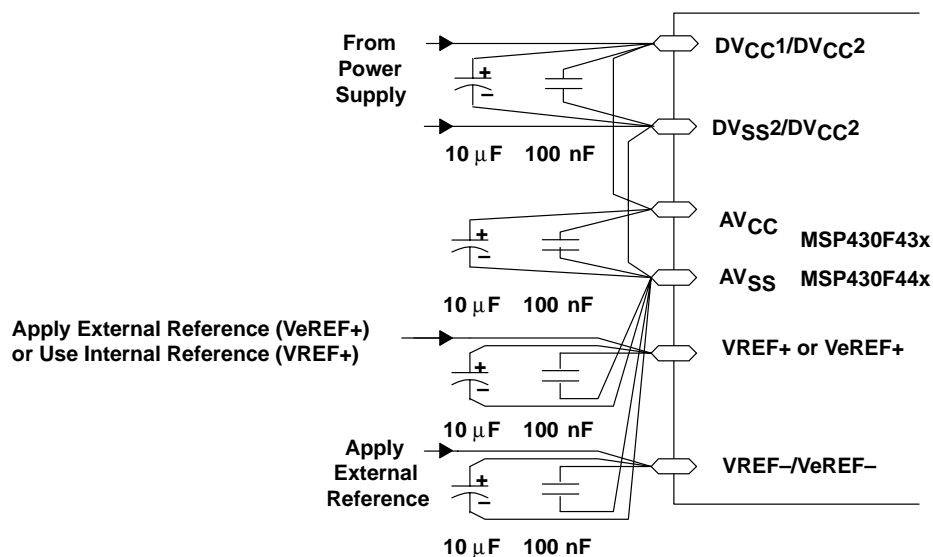 From
Power
Supply
+
–
DVCC1/DVCC2
DVSS2/DVCC2
10 μF 100 nF
+
–
AVCC
MSP430F43x
AVSS MSP430F44x
10 μF 100 nF
Apply External Reference (VeREF+)
or Use Internal Reference (VREF+)
+
–
VREF+ or VeREF+
10 μF 100 nF
Apply
External
Reference
+
–
VREF–/VeREF–
10 μF 100 nF